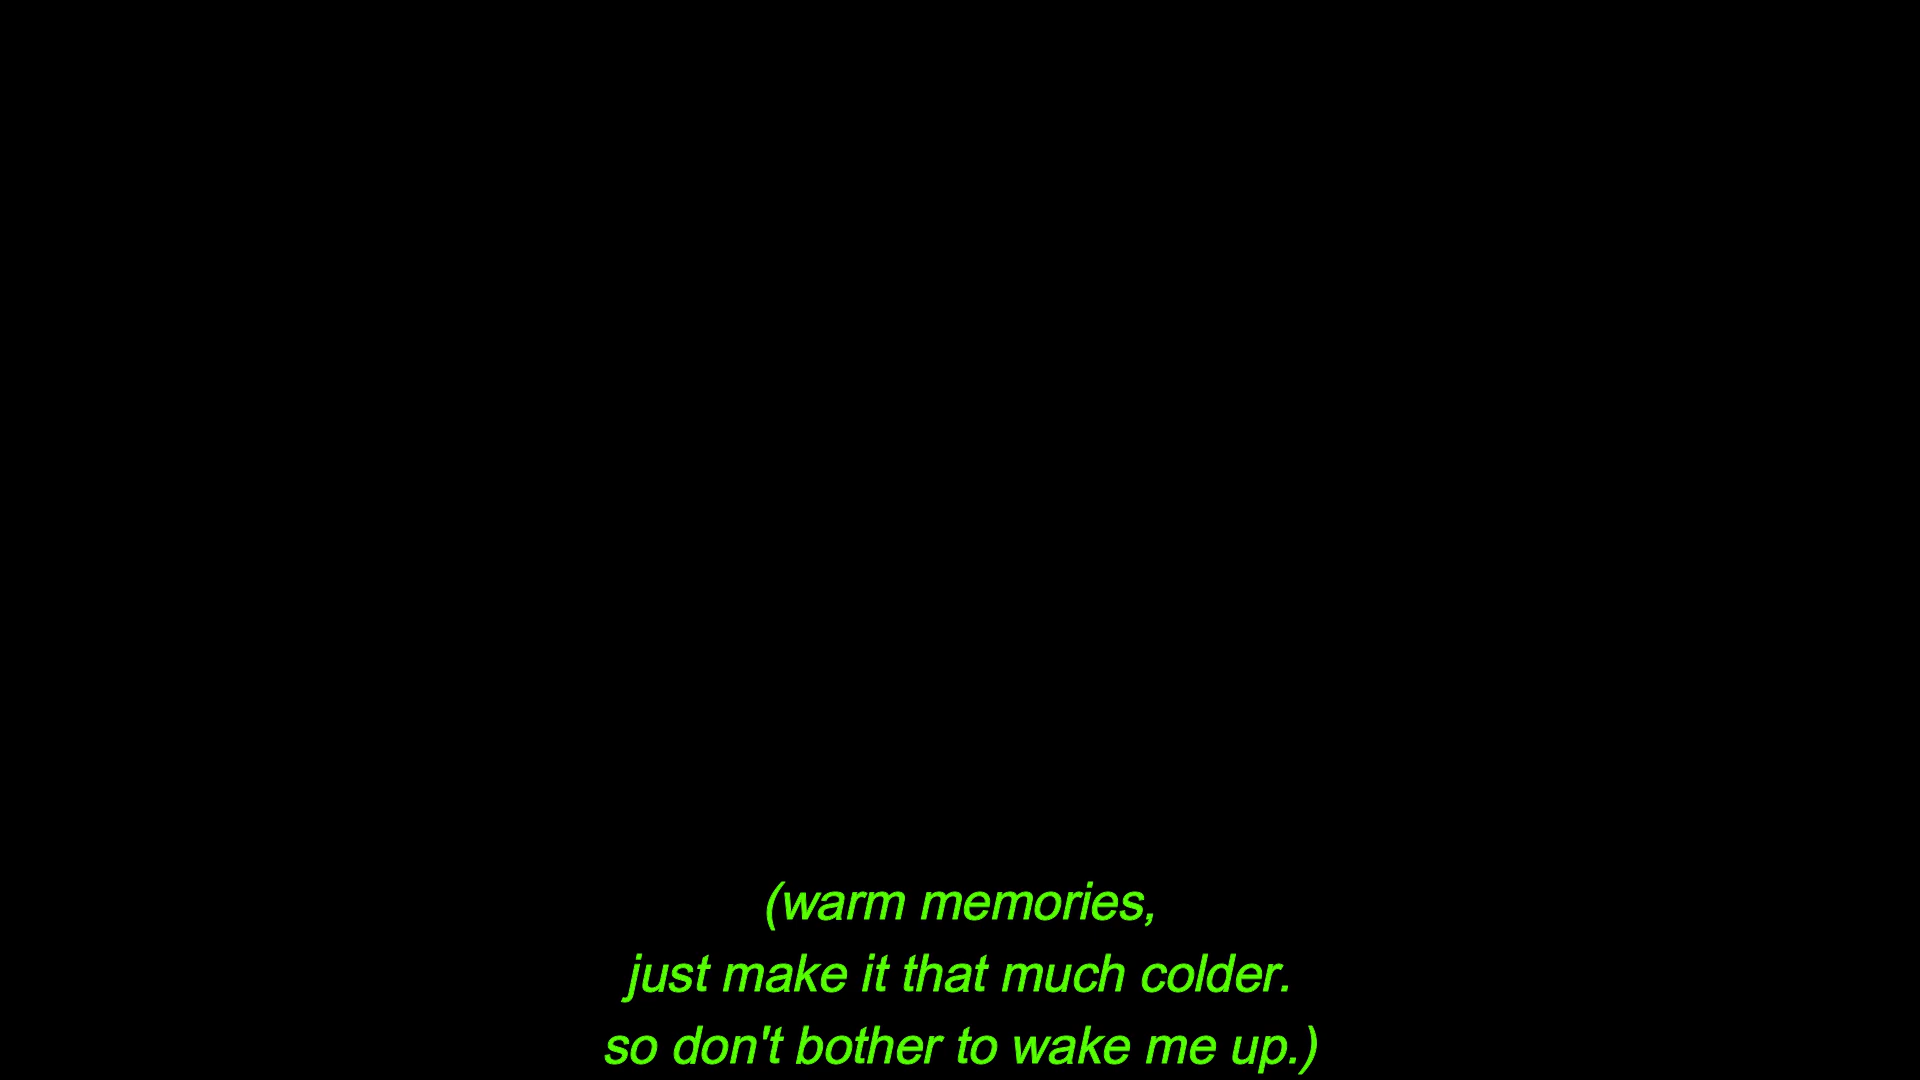 (warm memories,
just make it that much colder.
so don't bother to wake me up.)